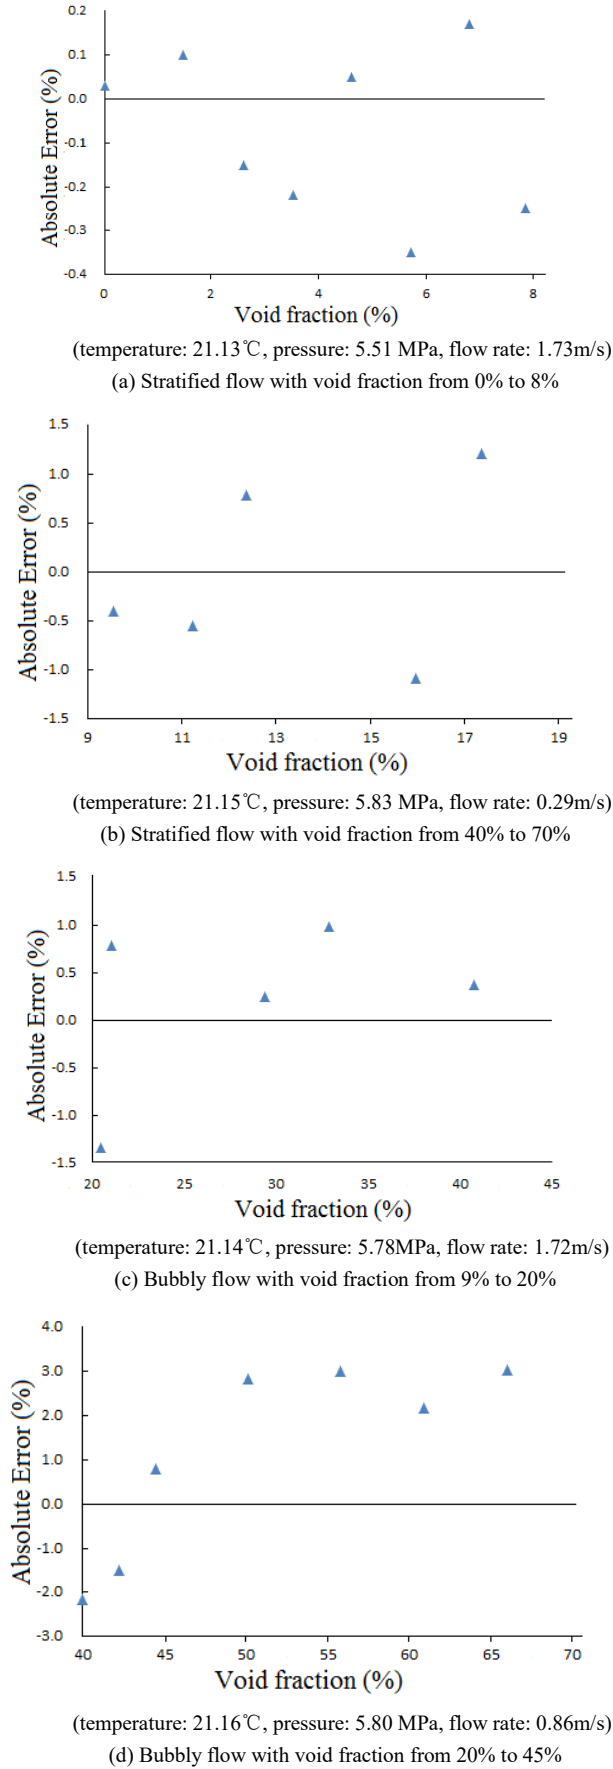 0.2
0.1
0.0
-0.1
-0.2
-0.3
-0.4
Absolute Error (%)
0 2 4 6 8
Void fraction (%)
(temperature: 21.13℃, pressure: 5.51 MPa, flow rate: 1.73m/s)
(a) Stratified flow with void fraction from 0% to 8%
1.5
1.0
0.5
0.0
-0.5
-1.0
-1.5
Absolute Error (%)
9 11 13 15 17 19
Void fraction (%)
(temperature: 21.15℃, pressure: 5.83 MPa, flow rate: 0.29m/s)
(b) Stratified flow with void fraction from 40% to 70%
1.5
1.0
0.5
0.0
-0.5
-1.0
-1.5
Absolute Error (%)
20 25 30 35 40 45
Void fraction (%)
(temperature: 21.14℃, pressure: 5.78MPa, flow rate: 1.72m/s)
(c) Bubbly flow with void fraction from 9% to 20%
4.0
3.0
2.0
1.0
0.0
-1.0
-2.0
-3.0
Absolute Error (%)
40 45 50 55 60 65 70
Void fraction (%)
(temperature: 21.16℃, pressure: 5.80 MPa, flow rate: 0.86m/s)
(d) Bubbly flow with void fraction from 20% to 45%